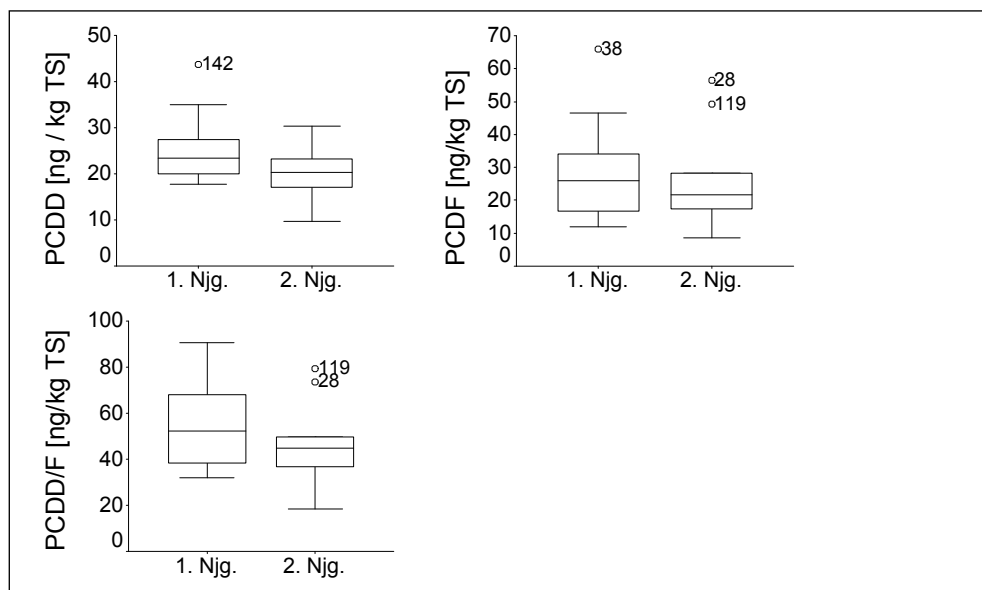 PCDD [ng / kg TS]
50
40
30
20
10
0
142
1. Njg.
2. Njg.
PCDF [ng/kg TS]
70
60
50
40
30
20
10
0
38
28
119
1. Njg.
2. Njg.
PCDD/F [ng/kg TS]
100
80
60
40
20
0
119
28
1. Njg.
2. Njg.